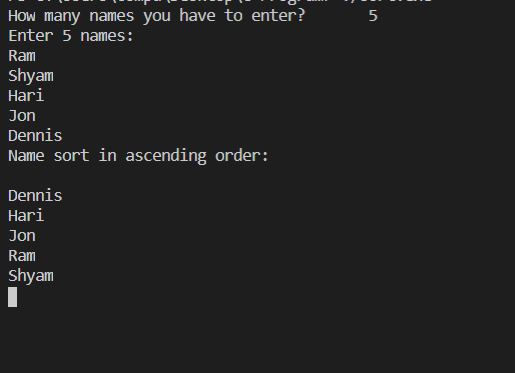 How many names you have to enter? 5
Enter 5 names:
Ram
Shyam
Hari
Jon
Dennis
Name sort in ascending order:
Dennis
Hari
Jon
Ram
Shyam